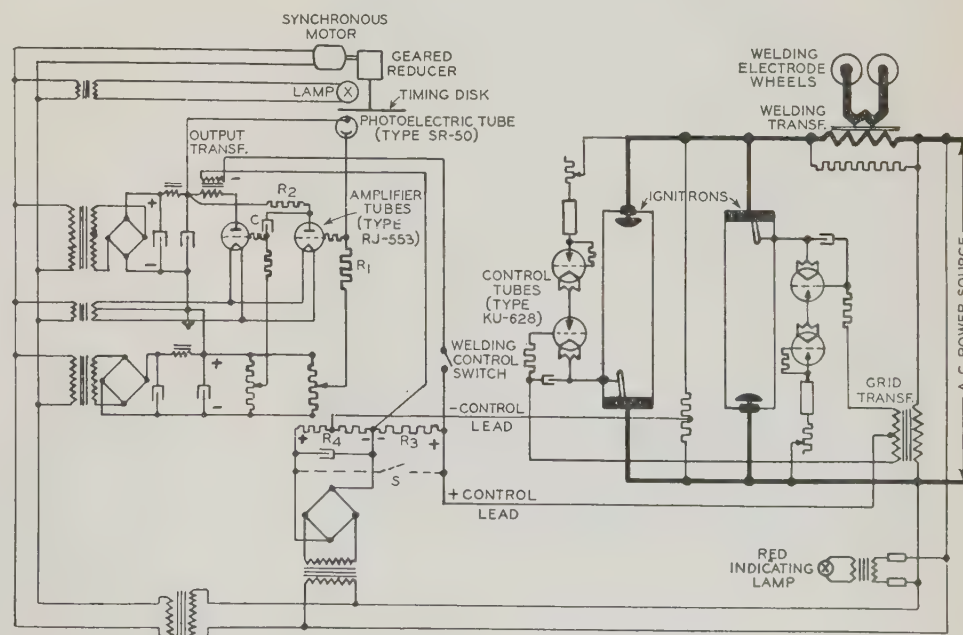 SYNCHRONOUS
MOTOR
GEARED
REDUCER
LAMP
TIMING DISK
PHOTOELECTRIC TUBE
(TYPE SR-50)
OUTPUT
TRANSF.
R2
C
AMPLIFIER
TUBES
(TYPE
RJ-553)
R1
WELDING
ELECTRODE
WHEELS
WELDING
TRANSF.
IGNITRONS
CONTROL
TUBES
(TYPE
KU-628)
WELDING
CONTROL
SWITCH
GRID
TRANSF.
A.C. POWER SOURCE
- CONTROL
LEAD
+ R4 - - R3 +
S
+ CONTROL
LEAD
RED
INDICATING
LAMP
+
-
-
+
-